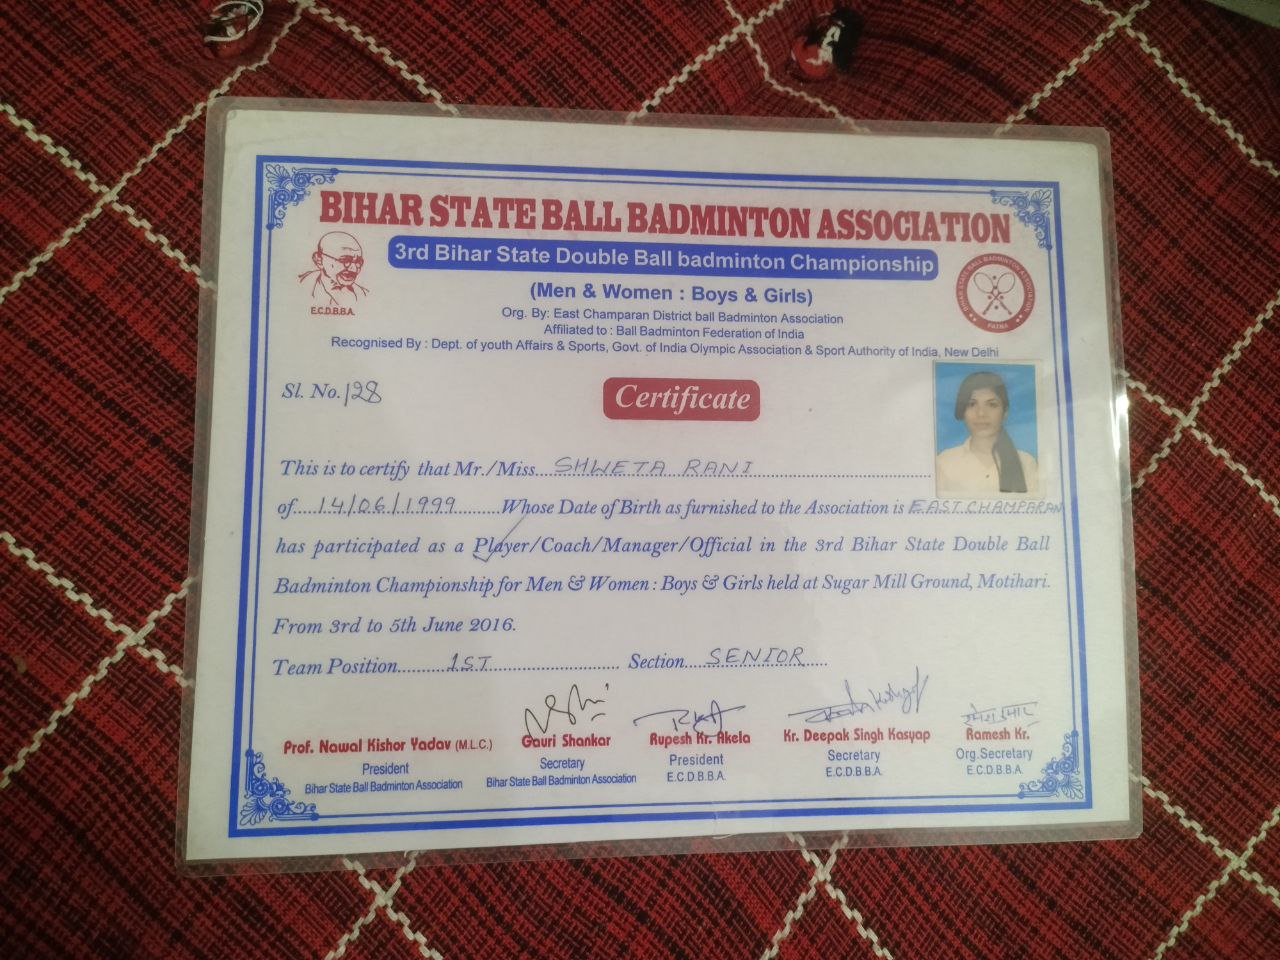 BIHAR STATE BALL BADMINTON ASSOCIATION
3rd Bihar State Double Ball badminton Championship
(Men & Women : Boys & Girls)
Org. By: East Champaran District ball Badminton Association
Affiliated to : Ball Badminton Federation of India
Recognised By : Dept. of youth Affairs & Sports, Govt. of India Olympic Association & Sport Authority of India, New Delhi
E.C.D.B.B.A.
BIHAR STATE BALL BADMINTON ASSOCIATION
PATNA
Sl. No. 128
Certificate
This is to certify that Mr./Miss....SHWETA RANI
of....14/06/1999........Whose Date of Birth as furnished to the Association is EAST CHAMPARAN
has participated as a Player/Coach/Manager/Official in the 3rd Bihar State Double Ball
Badminton Championship for Men & Women : Boys & Girls held at Sugar Mill Ground, Motihari.
From 3rd to 5th June 2016.
Team Position..........1ST.......................... Section.....SENIOR.....
रमेश कुमार
Prof. Nawal Kishor Yadav (M.L.C.) Gauri Shankar Rupesh Kr. Akela Kr. Deepak Singh Kasyap Ramesh Kr.
President Secretary President Secretary Org.Secretary
Bihar State Ball Badminton Association Bihar State Ball Badminton Association E.C.D.B.B.A. E.C.D.B.B.A. E.C.D.B.B.A.